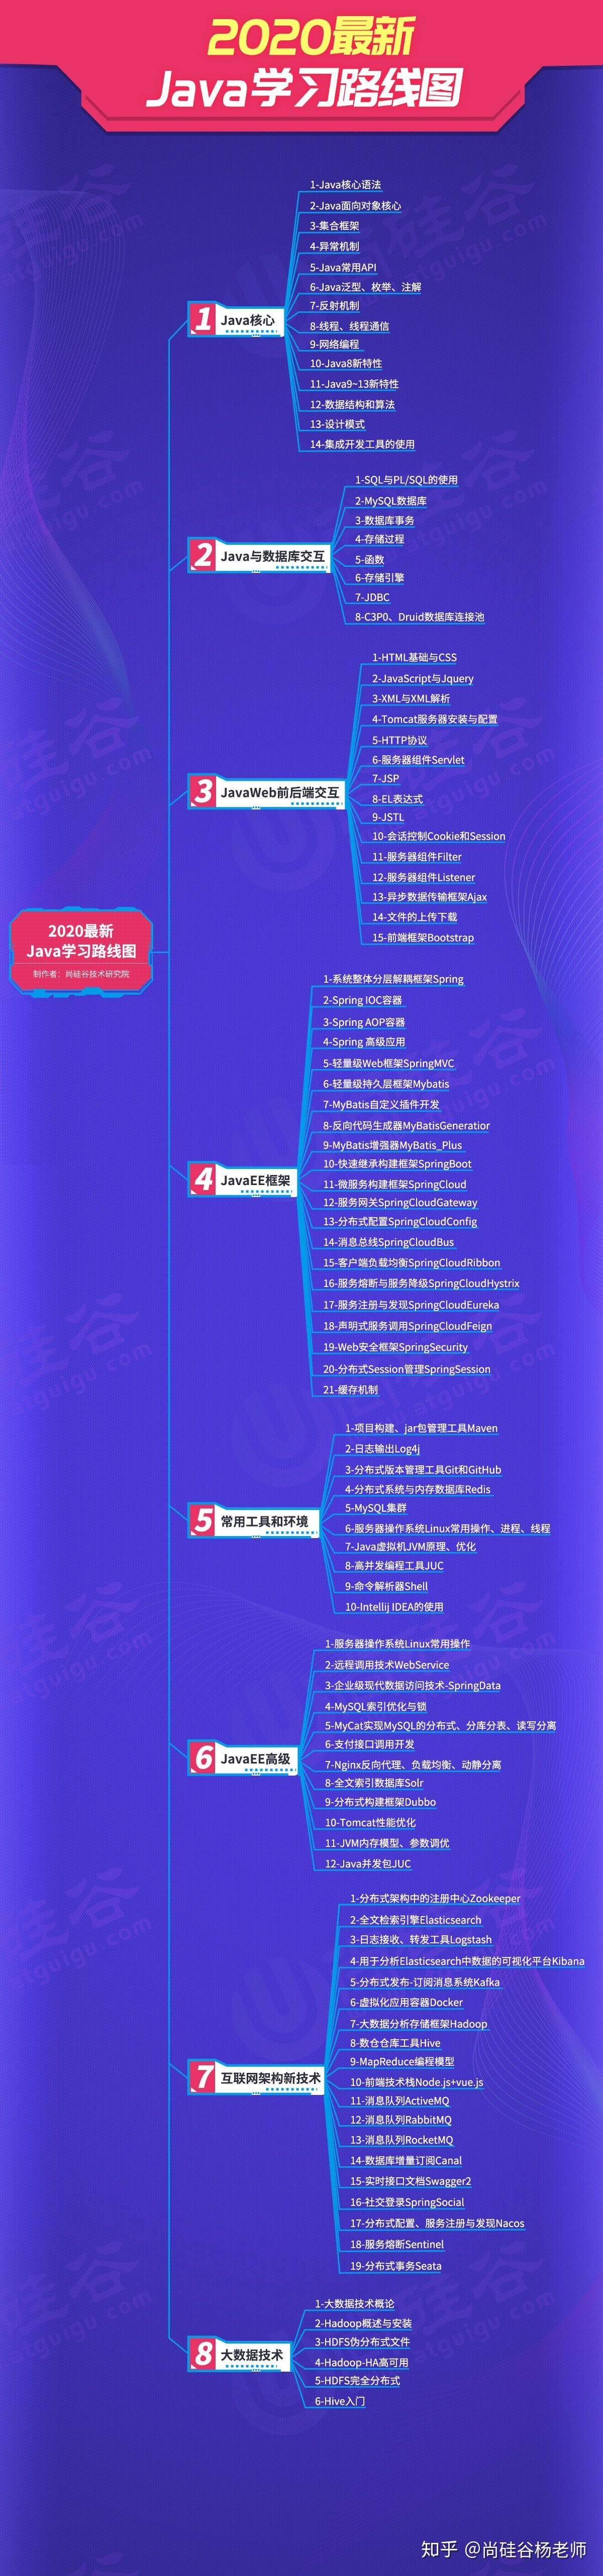 2020最新
Java学习路线图
1-Java核心语法
2-Java面向对象核心
3-集合框架
4-异常机制
5-Java常用API
6-Java泛型、枚举、注解
7-反射机制
1 Java核心
8-线程、线程通信
9-网络编程
10-Java8新特性
11-Java9~13新特性
12-数据结构和算法
13-设计模式
14-集成开发工具的使用
1-SQL与PL/SQL的使用
2-MySQL数据库
3-数据库事务
4-存储过程
2 Java与数据库交互
5-函数
6-存储引擎
7-JDBC
8-C3P0、Druid数据库连接池
1-HTML基础与CSS
2-JavaScript与Jquery
3-XML与XML解析
4-Tomcat服务器安装与配置
5-HTTP协议
6-服务器组件Servlet
7-JSP
3 JavaWeb前后端交互
8-EL表达式
9-JSTL
10-会话控制Cookie和Session
11-服务器组件Filter
12-服务器组件Listener
13-异步数据传输框架Ajax
14-文件的上传下载
15-前端框架Bootstrap
2020最新
Java学习路线图
制作者：尚硅谷技术研究院
1-系统整体分层解耦框架Spring
2-Spring IOC容器
3-Spring AOP容器
4-Spring 高级应用
5-轻量级Web框架SpringMVC
6-轻量级持久层框架Mybatis
7-MyBatis自定义插件开发
8-反向代码生成器MyBatisGeneratior
9-MyBatis增强器MyBatis_Plus
10-快速继承构建框架SpringBoot
4 JavaEE框架
11-微服务构建框架SpringCloud
12-服务网关SpringCloudGateway
13-分布式配置SpringCloudConfig
14-消息总线SpringCloudBus
15-客户端负载均衡SpringCloudRibbon
16-服务熔断与服务降级SpringCloudHystrix
17-服务注册与发现SpringCloudEureka
18-声明式服务调用SpringCloudFeign
19-Web安全框架SpringSecurity
20-分布式Session管理SpringSession
21-缓存机制
1-项目构建、jar包管理工具Maven
2-日志输出Log4j
3-分布式版本管理工具Git和GitHub
4-分布式系统与内存数据库Redis
5-MySQL集群
5 常用工具和环境
6-服务器操作系统Linux常用操作、进程、线程
7-Java虚拟机JVM原理、优化
8-高并发编程工具JUC
9-命令解析器Shell
10-Intellij IDEA的使用
1-服务器操作系统Linux常用操作
2-远程调用技术WebService
3-企业级现代数据访问技术-SpringData
4-MySQL索引优化与锁
5-MyCat实现MySQL的分布式、分库分表、读写分离
6-支付接口调用开发
6 JavaEE高级
7-Nginx反向代理、负载均衡、动静分离
8-全文索引数据库Solr
9-分布式构建框架Dubbo
10-Tomcat性能优化
11-JVM内存模型、参数调优
12-Java并发包JUC
1-分布式架构中的注册中心Zookeeper
2-全文检索引擎Elasticsearch
3-日志接收、转发工具Logstash
4-用于分析Elasticsearch中数据的可视化平台Kibana
5-分布式发布-订阅消息系统Kafka
6-虚拟化应用容器Docker
7-大数据分析存储框架Hadoop
8-数仓仓库工具Hive
9-MapReduce编程模型
7 互联网架构新技术
10-前端技术栈Node.js+vue.js
11-消息队列ActiveMQ
12-消息队列RabbitMQ
13-消息队列RocketMQ
14-数据库增量订阅Canal
15-实时接口文档Swagger2
16-社交登录SpringSocial
17-分布式配置、服务注册与发现Nacos
18-服务熔断Sentinel
19-分布式事务Seata
1-大数据技术概论
2-Hadoop概述与安装
3-HDFS伪分布式文件
8 大数据技术
4-Hadoop-HA高可用
5-HDFS完全分布式
6-Hive入门
知乎 @尚硅谷杨老师